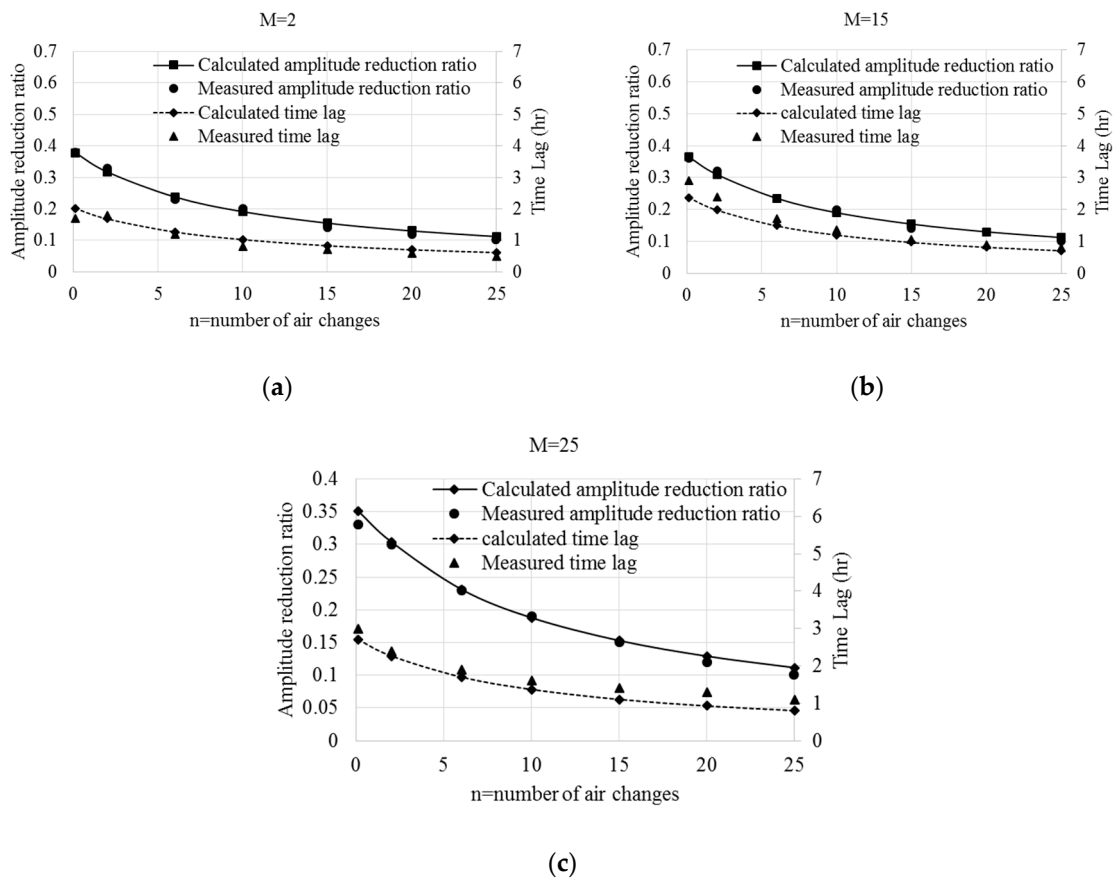 M=2
0.7
0.6
0.5
0.4
0.3
0.2
0.1
0
Amplitude reduction ratio
Calculated amplitude reduction ratio
Measured amplitude reduction ratio
Calculated time lag
Measured time lag
7
6
5
4
3
2
1
0
Time Lag (hr)
0 5 10 15 20 25
n=number of air changes
(a)
M=15
0.7
0.6
0.5
0.4
0.3
0.2
0.1
0
Amplitude reduction ratio
Calculated amplitude reduction ratio
Measured amplitude reduction ratio
calculated time lag
Measured time lag
7
6
5
4
3
2
1
0
Time Lag (hr)
0 5 10 15 20 25
n=number of air changes
(b)
M=25
0.4
0.35
0.3
0.25
0.2
0.15
0.1
0.05
0
Amplitude reduction ratio
Calculated amplitude reduction ratio
Measured amplitude reduction ratio
calculated time lag
Measured time lag
7
6
5
4
3
2
1
0
Time Lag (hr)
0 5 10 15 20 25
n=number of air changes
(c)